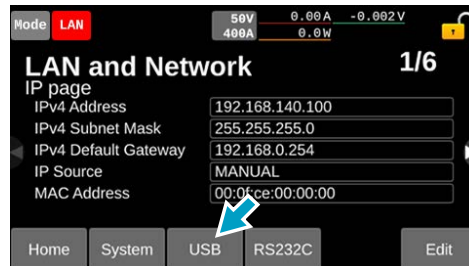 Mode LAN 50V 0.00A -0.002V
400A 0.0W
LAN and Network 1/6
IP page
IPv4 Address 192.168.140.100
IPv4 Subnet Mask 255.255.255.0
IPv4 Default Gateway 192.168.0.254
IP Source MANUAL
MAC Address 00:0f:ce:00:00:00
Home System USB RS232C Edit